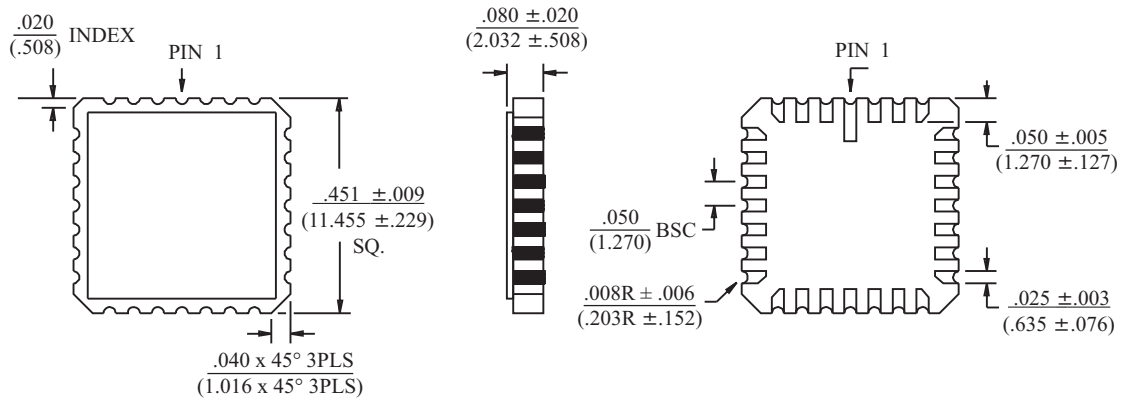 .020
(.508)
INDEX
PIN 1
.451 ±.009
(11.455 ±.229)
SQ.
.040 x 45° 3PLS
(1.016 x 45° 3PLS)
.080 ±.020
(2.032 ±.508)
PIN 1
.050 ±.005
(1.270 ±.127)
.050
(1.270)
BSC
.008R ± .006
(.203R ±.152)
.025 ±.003
(.635 ±.076)